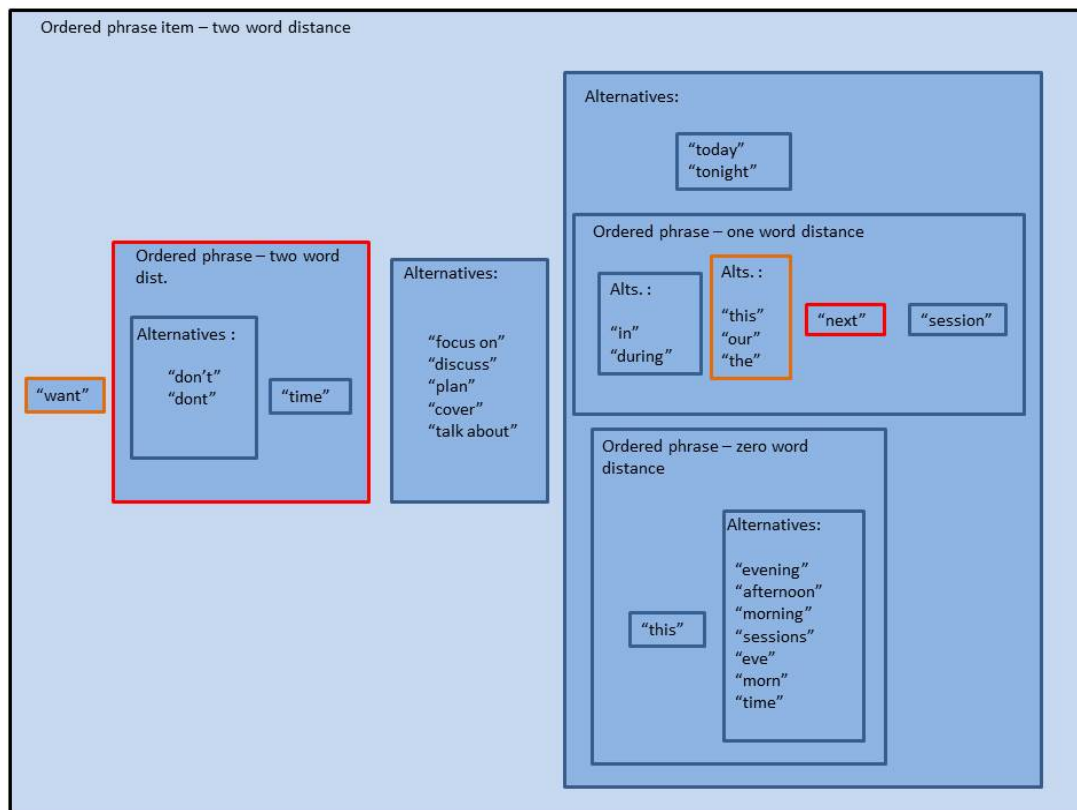 Ordered phrase item – two word distance
“want”
Ordered phrase – two word
dist.
Alternatives :
“don’t”
“dont”
“time”
Alternatives:
“focus on”
“discuss”
“plan”
“cover”
“talk about”
Alternatives:
“today”
“tonight”
Ordered phrase – one word distance
Alts. :
“in”
“during”
Alts. :
“this”
“our”
“the”
“next”
“session”
Ordered phrase – zero word
distance
“this”
Alternatives:
“evening”
“afternoon”
“morning”
“sessions”
“eve”
“morn”
“time”